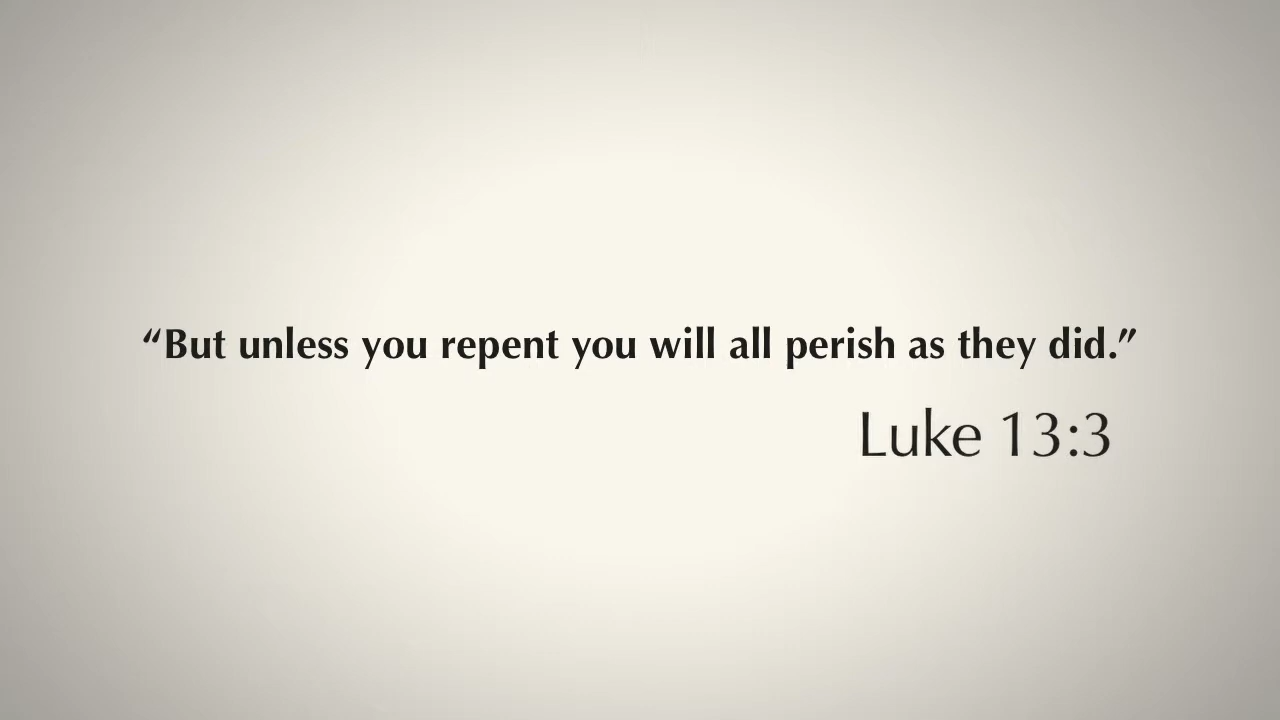 “But unless you repent you will all perish as they did.”
Luke 13:3